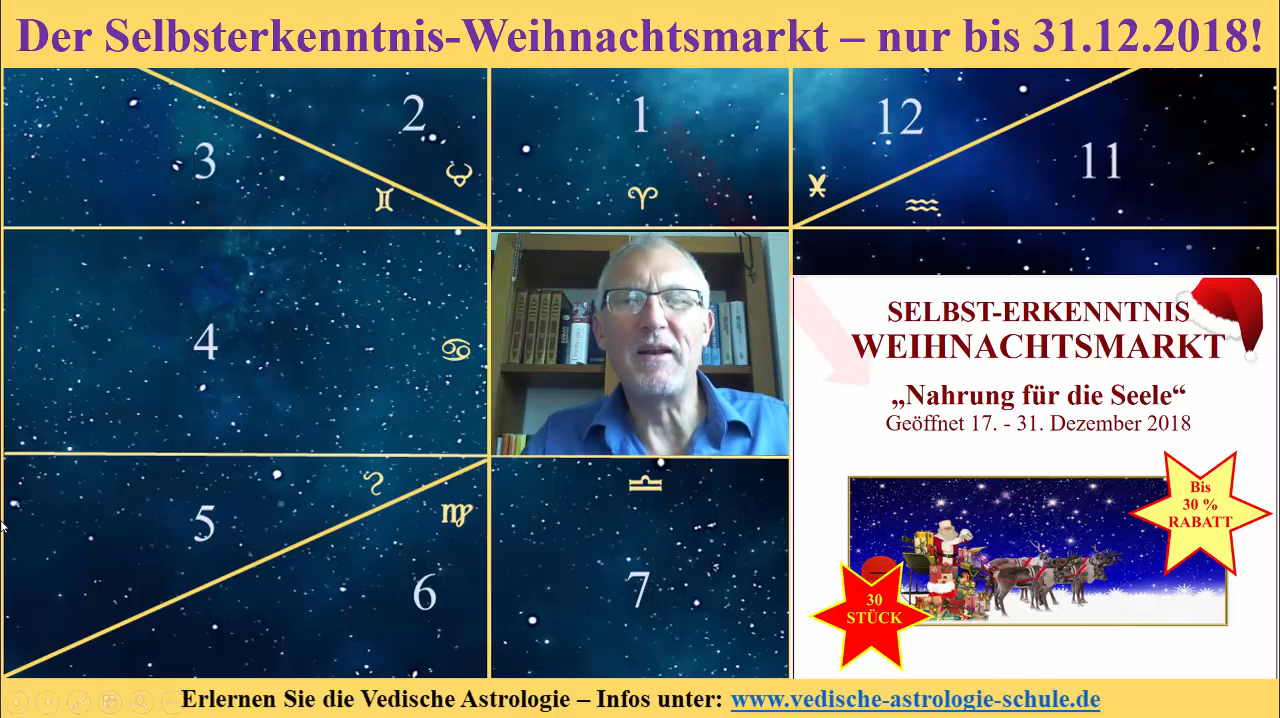 Der Selbsterkenntnis-Weihnachtsmarkt – nur bis 31.12.2018!
2
1
12
3
11
♉
♊
♈
♓
♒
4
♋
SELBST-ERKENNTNIS
WEIHNACHTSMARKT
„Nahrung für die Seele“
Geöffnet 17. - 31. Dezember 2018
Bis
30 %
RABATT
30
STÜCK
♌
♍
♎
5
6
7
Erlernen Sie die Vedische Astrologie – Infos unter: www.vedische-astrologie-schule.de